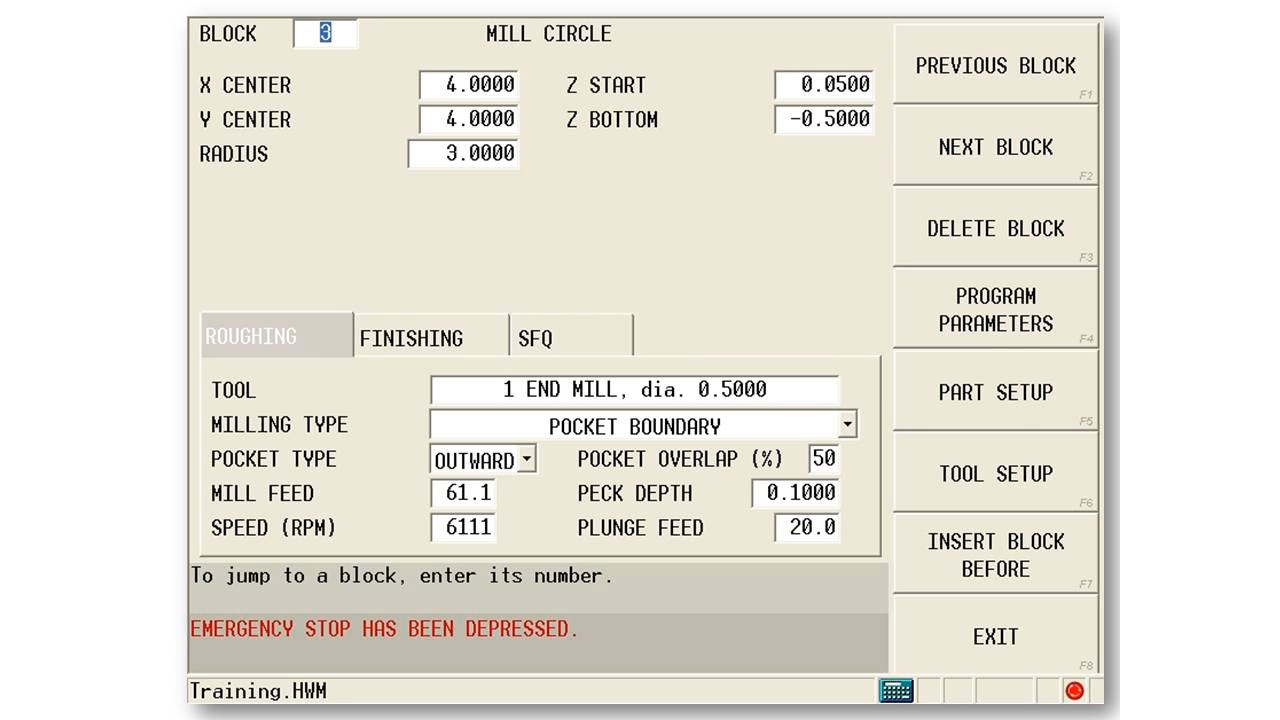 BLOCK 3 MILL CIRCLE
X CENTER 4.0000 Z START 0.0500
Y CENTER 4.0000 Z BOTTOM -0.5000
RADIUS 3.0000
ROUGHING FINISHING SFQ
TOOL 1 END MILL, dia. 0.5000
MILLING TYPE POCKET BOUNDARY
POCKET TYPE OUTWARD POCKET OVERLAP (%) 50
MILL FEED 61.1 PECK DEPTH 0.1000
SPEED (RPM) 6111 PLUNGE FEED 20.0
To jump to a block, enter its number.
EMERGENCY STOP HAS BEEN DEPRESSED.
Training.HWM
PREVIOUS BLOCK
F1
NEXT BLOCK
F2
DELETE BLOCK
F3
PROGRAM
PARAMETERS
F4
PART SETUP
F5
TOOL SETUP
F6
INSERT BLOCK
BEFORE
F7
EXIT
F8